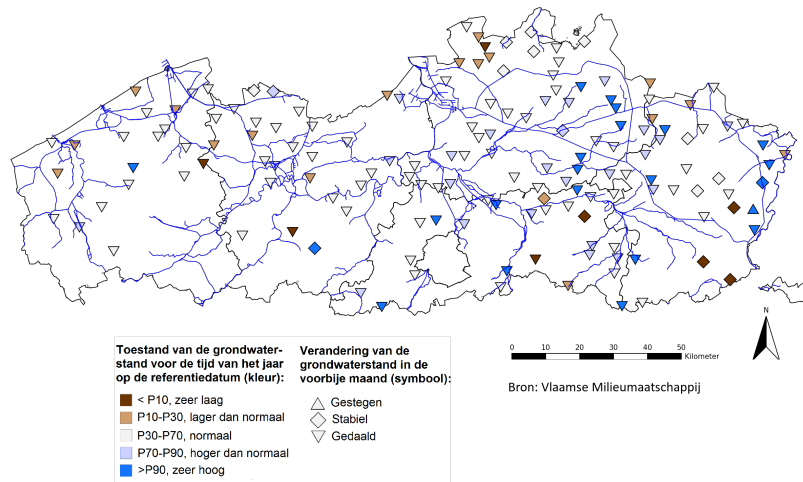 Toestand van de grondwater-
stand voor de tijd van het jaar
op de referentiedatum (kleur):
< P10, zeer laag
P10-P30, lager dan normaal
P30-P70, normaal
P70-P90, hoger dan normaal
>P90, zeer hoog
Verandering van de
grondwaterstand in de
voorbije maand (symbool):
Gestegen
Stabiel
Gedaald
0 10 20 30 40 50
Kilometer
Bron: Vlaamse Milieumaatschappij
N